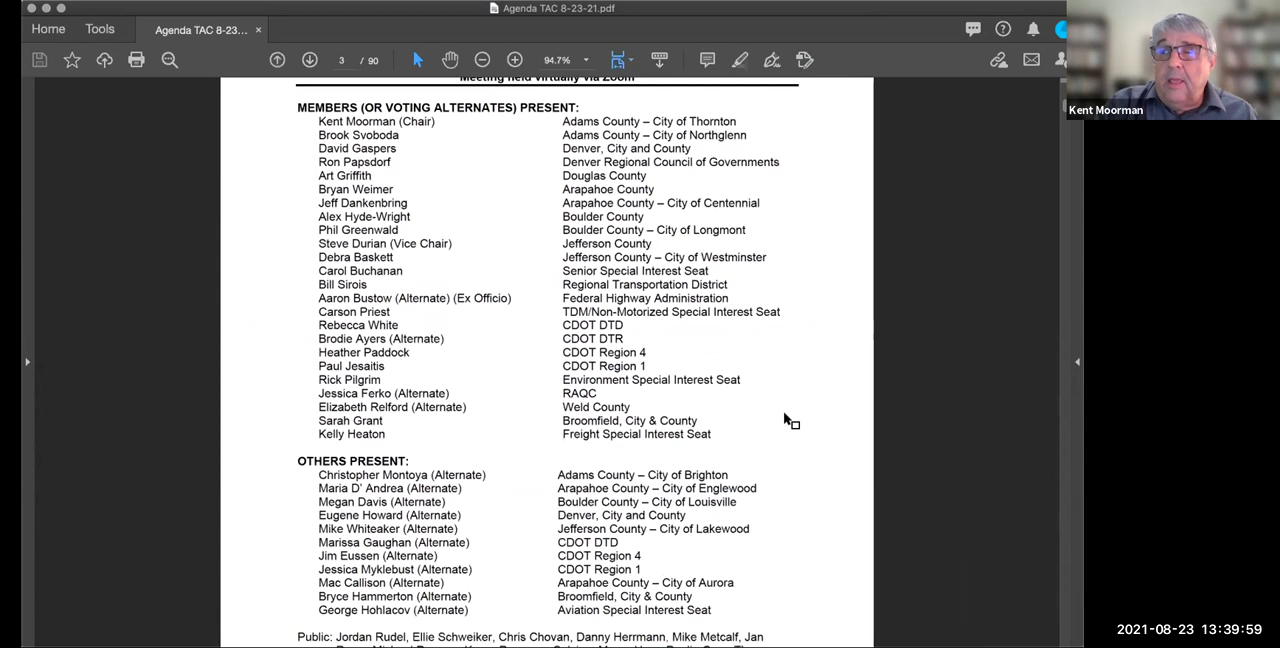 Agenda TAC 8-23-21.pdf
Home Tools Agenda TAC 8-23... ×
3 / 90 94.7%
Kent Moorman
Meeting held virtually via Zoom
MEMBERS (OR VOTING ALTERNATES) PRESENT:
Kent Moorman (Chair) Adams County – City of Thornton
Brook Svoboda Adams County – City of Northglenn
David Gaspers Denver, City and County
Ron Papsdorf Denver Regional Council of Governments
Art Griffith Douglas County
Bryan Weimer Arapahoe County
Jeff Dankenbring Arapahoe County – City of Centennial
Alex Hyde-Wright Boulder County
Phil Greenwald Boulder County – City of Longmont
Steve Durian (Vice Chair) Jefferson County
Debra Baskett Jefferson County – City of Westminster
Carol Buchanan Senior Special Interest Seat
Bill Sirois Regional Transportation District
Aaron Bustow (Alternate) (Ex Officio) Federal Highway Administration
Carson Priest TDM/Non-Motorized Special Interest Seat
Rebecca White CDOT DTD
Brodie Ayers (Alternate) CDOT DTR
Heather Paddock CDOT Region 4
Paul Jesaitis CDOT Region 1
Rick Pilgrim Environment Special Interest Seat
Jessica Ferko (Alternate) RAQC
Elizabeth Relford (Alternate) Weld County
Sarah Grant Broomfield, City & County
Kelly Heaton Freight Special Interest Seat
OTHERS PRESENT:
Christopher Montoya (Alternate) Adams County – City of Brighton
Maria D' Andrea (Alternate) Arapahoe County – City of Englewood
Megan Davis (Alternate) Boulder County – City of Louisville
Eugene Howard (Alternate) Denver, City and County
Mike Whiteaker (Alternate) Jefferson County – City of Lakewood
Marissa Gaughan (Alternate) CDOT DTD
Jim Eussen (Alternate) CDOT Region 4
Jessica Myklebust (Alternate) CDOT Region 1
Mac Callison (Alternate) Arapahoe County – City of Aurora
Bryce Hammerton (Alternate) Broomfield, City & County
George Hohlacov (Alternate) Aviation Special Interest Seat
Public: Jordan Rudel, Ellie Schweiker, Chris Chovan, Danny Herrmann, Mike Metcalf, Jan
2021-08-23 13:39:59